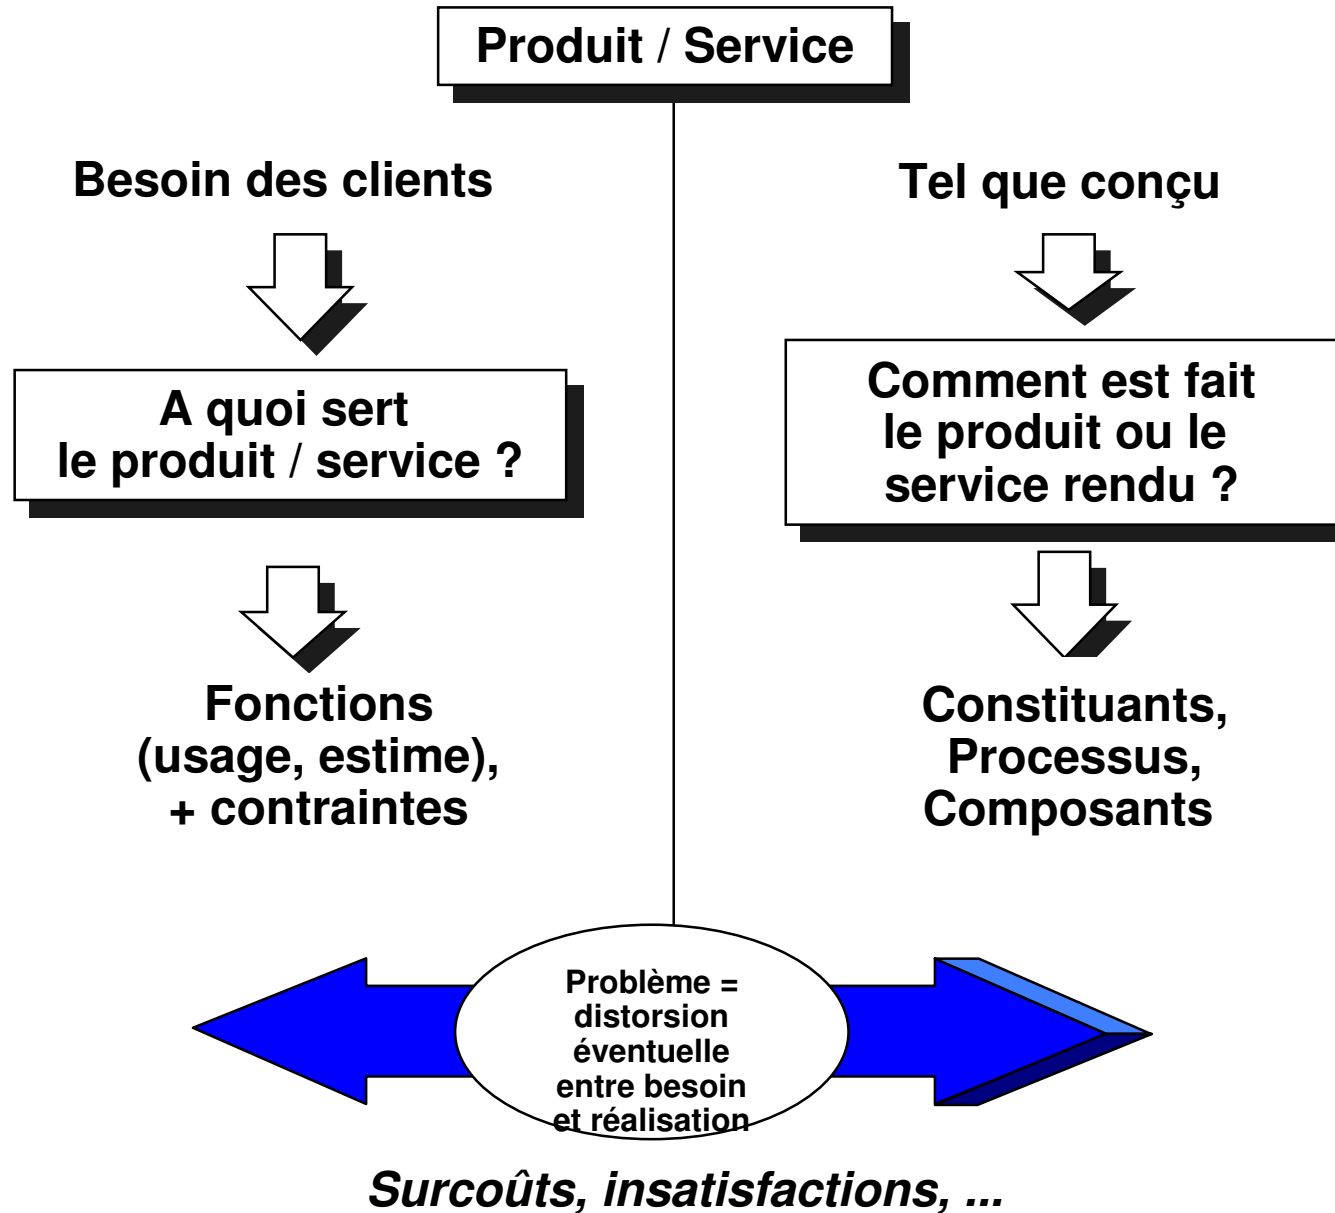 Produit / Service
Besoin des clients
A quoi sert
le produit / service ?
Fonctions
(usage, estime),
+ contraintes
Tel que conçu
Comment est fait
le produit ou le
service rendu ?
Constituants,
Processus,
Composants
Problème =
distorsion
éventuelle
entre besoin
et réalisation
Surcoûts, insatisfactions, ...